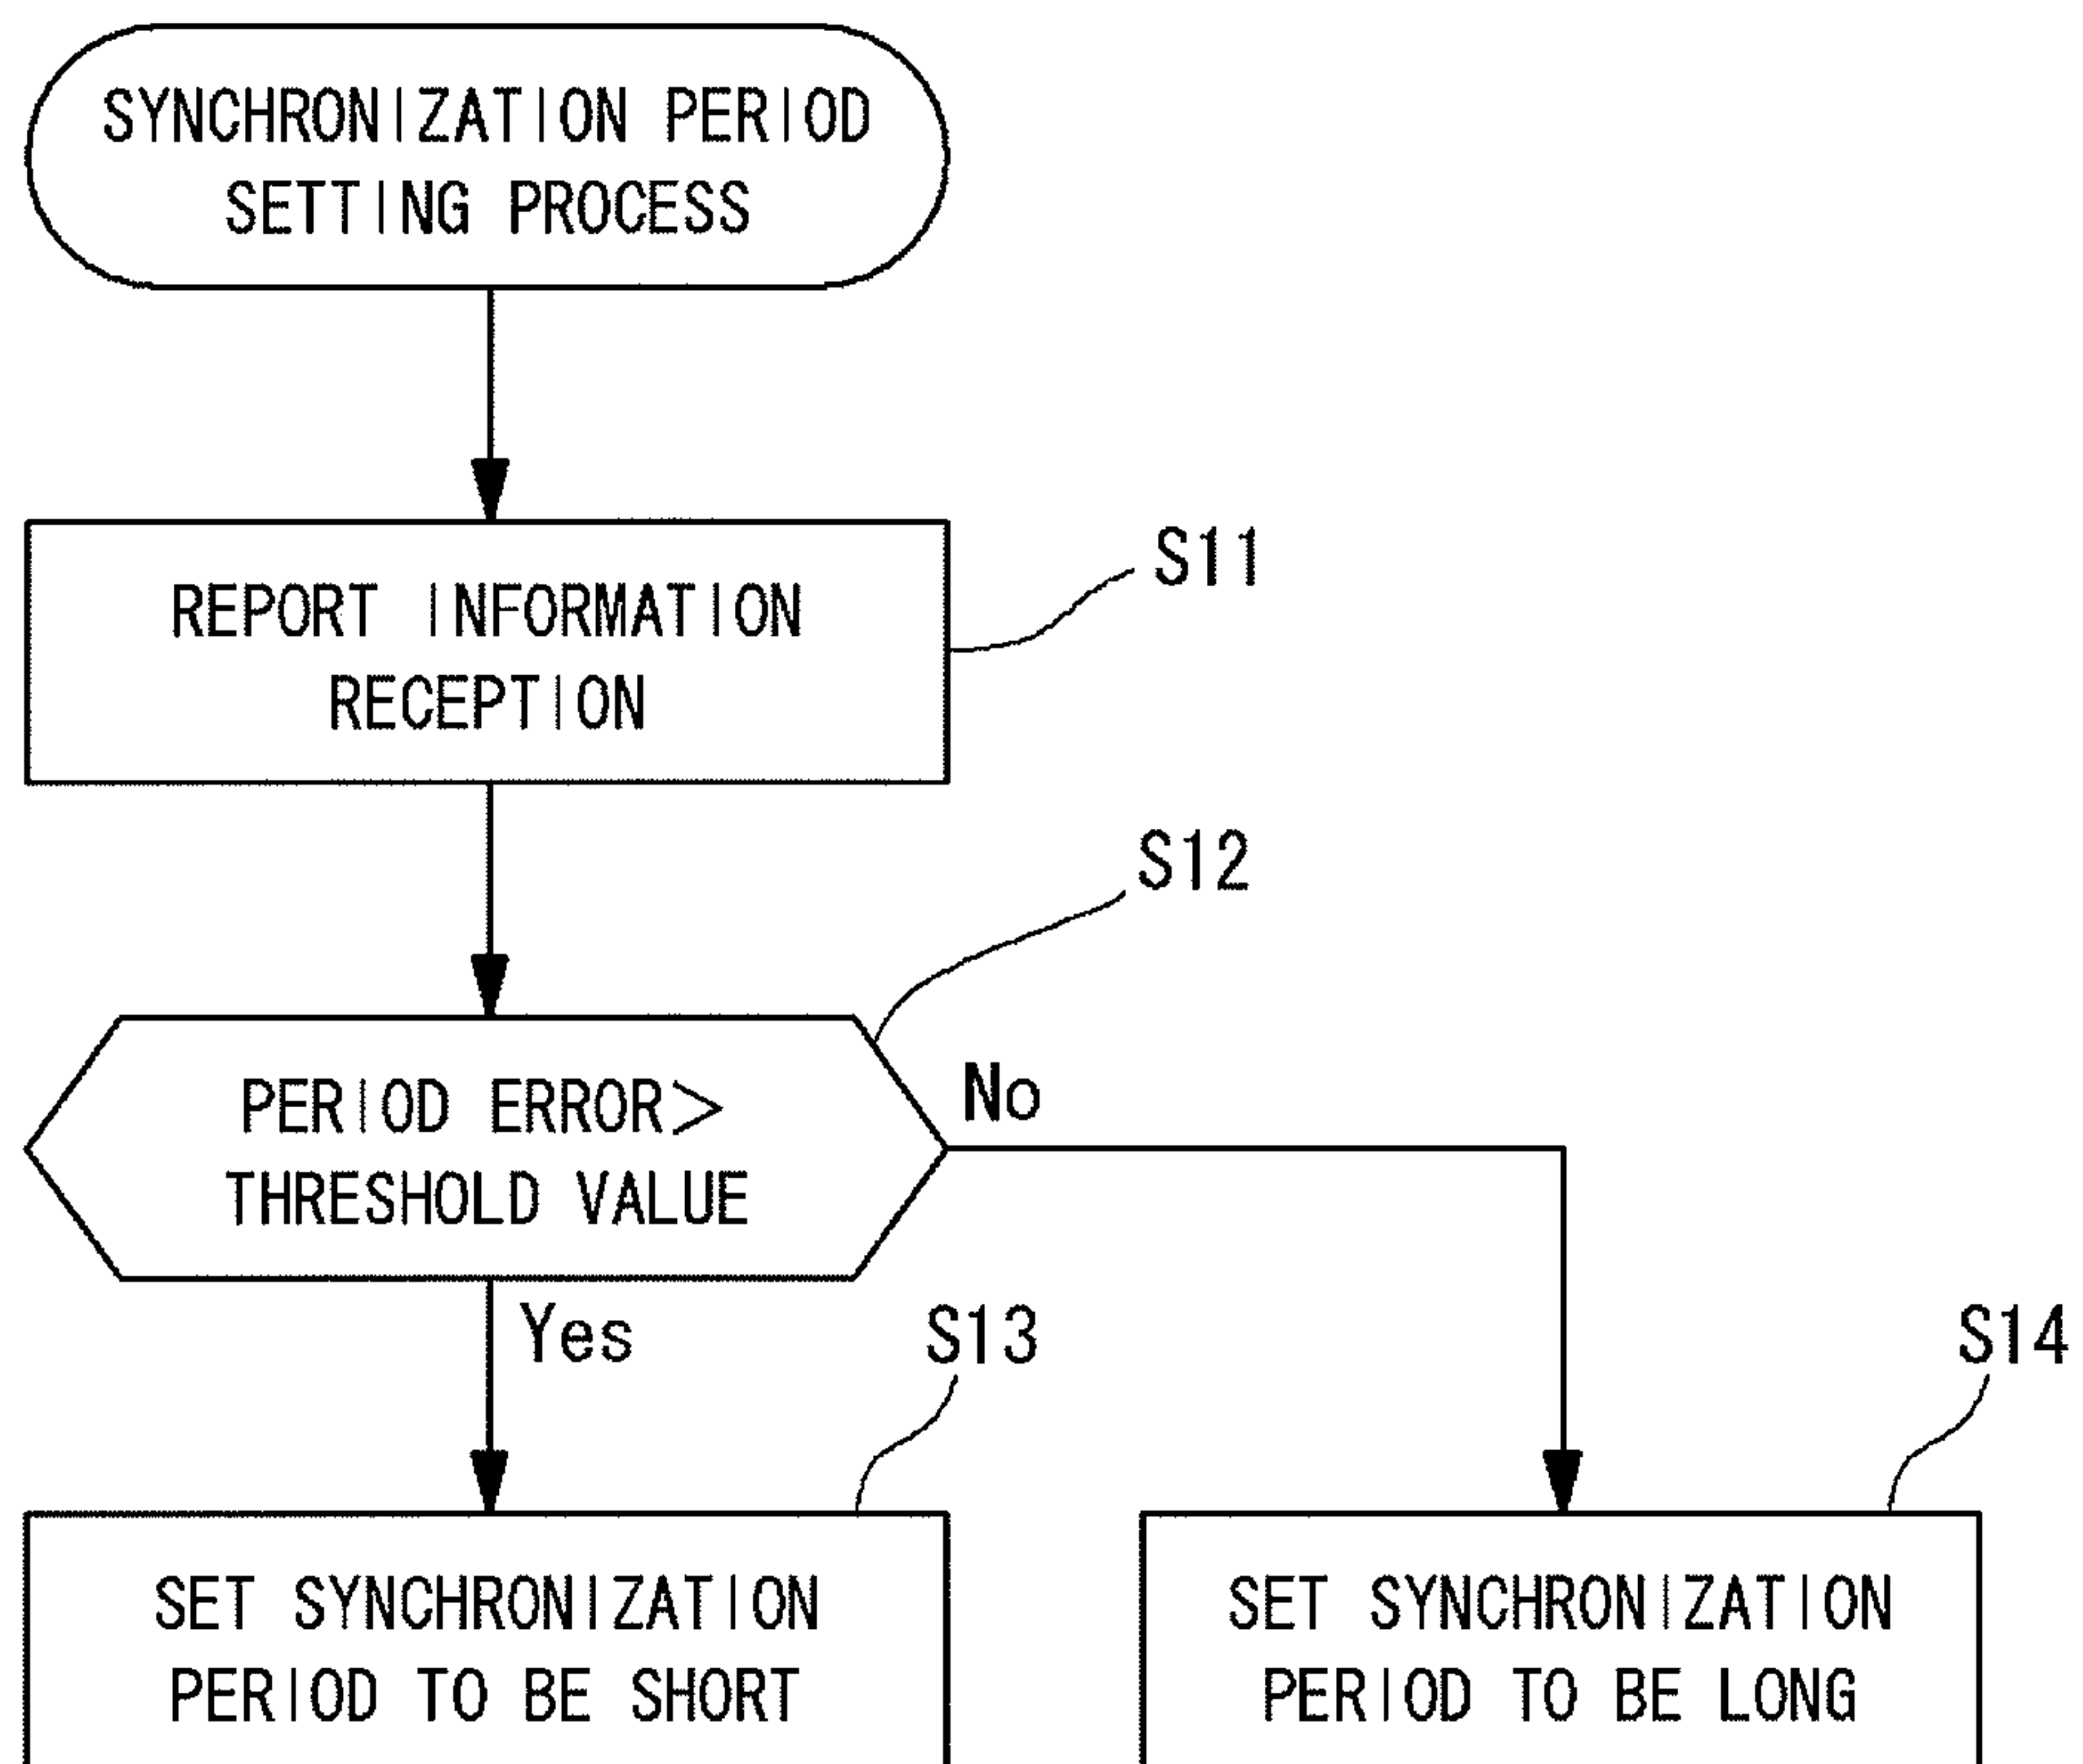 SYNCHRONIZATION PERIOD
SETTING PROCESS
REPORT INFORMATION
RECEPTION
S11
S12
PERIOD ERROR>
THRESHOLD VALUE
No
Yes
S13
S14
SET SYNCHRONIZATION
PERIOD TO BE SHORT
SET SYNCHRONIZATION
PERIOD TO BE LONG